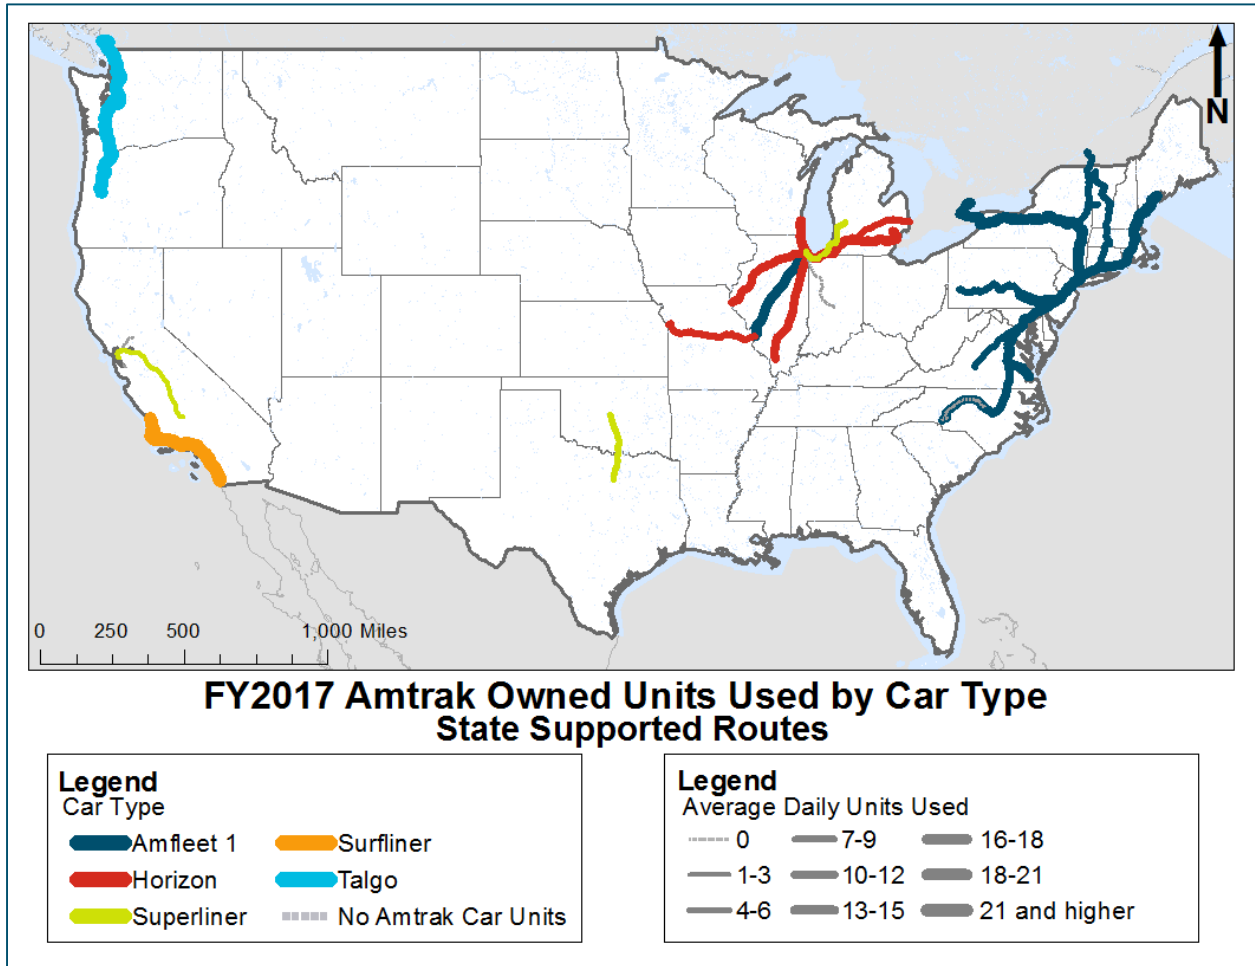 N
0 250 500 1,000 Miles
FY2017 Amtrak Owned Units Used by Car Type
State Supported Routes
Legend
Car Type
Amfleet 1
Surfliner
Horizon
Talgo
Superliner
No Amtrak Car Units
Legend
Average Daily Units Used
0
7-9
16-18
1-3
10-12
18-21
4-6
13-15
21 and higher